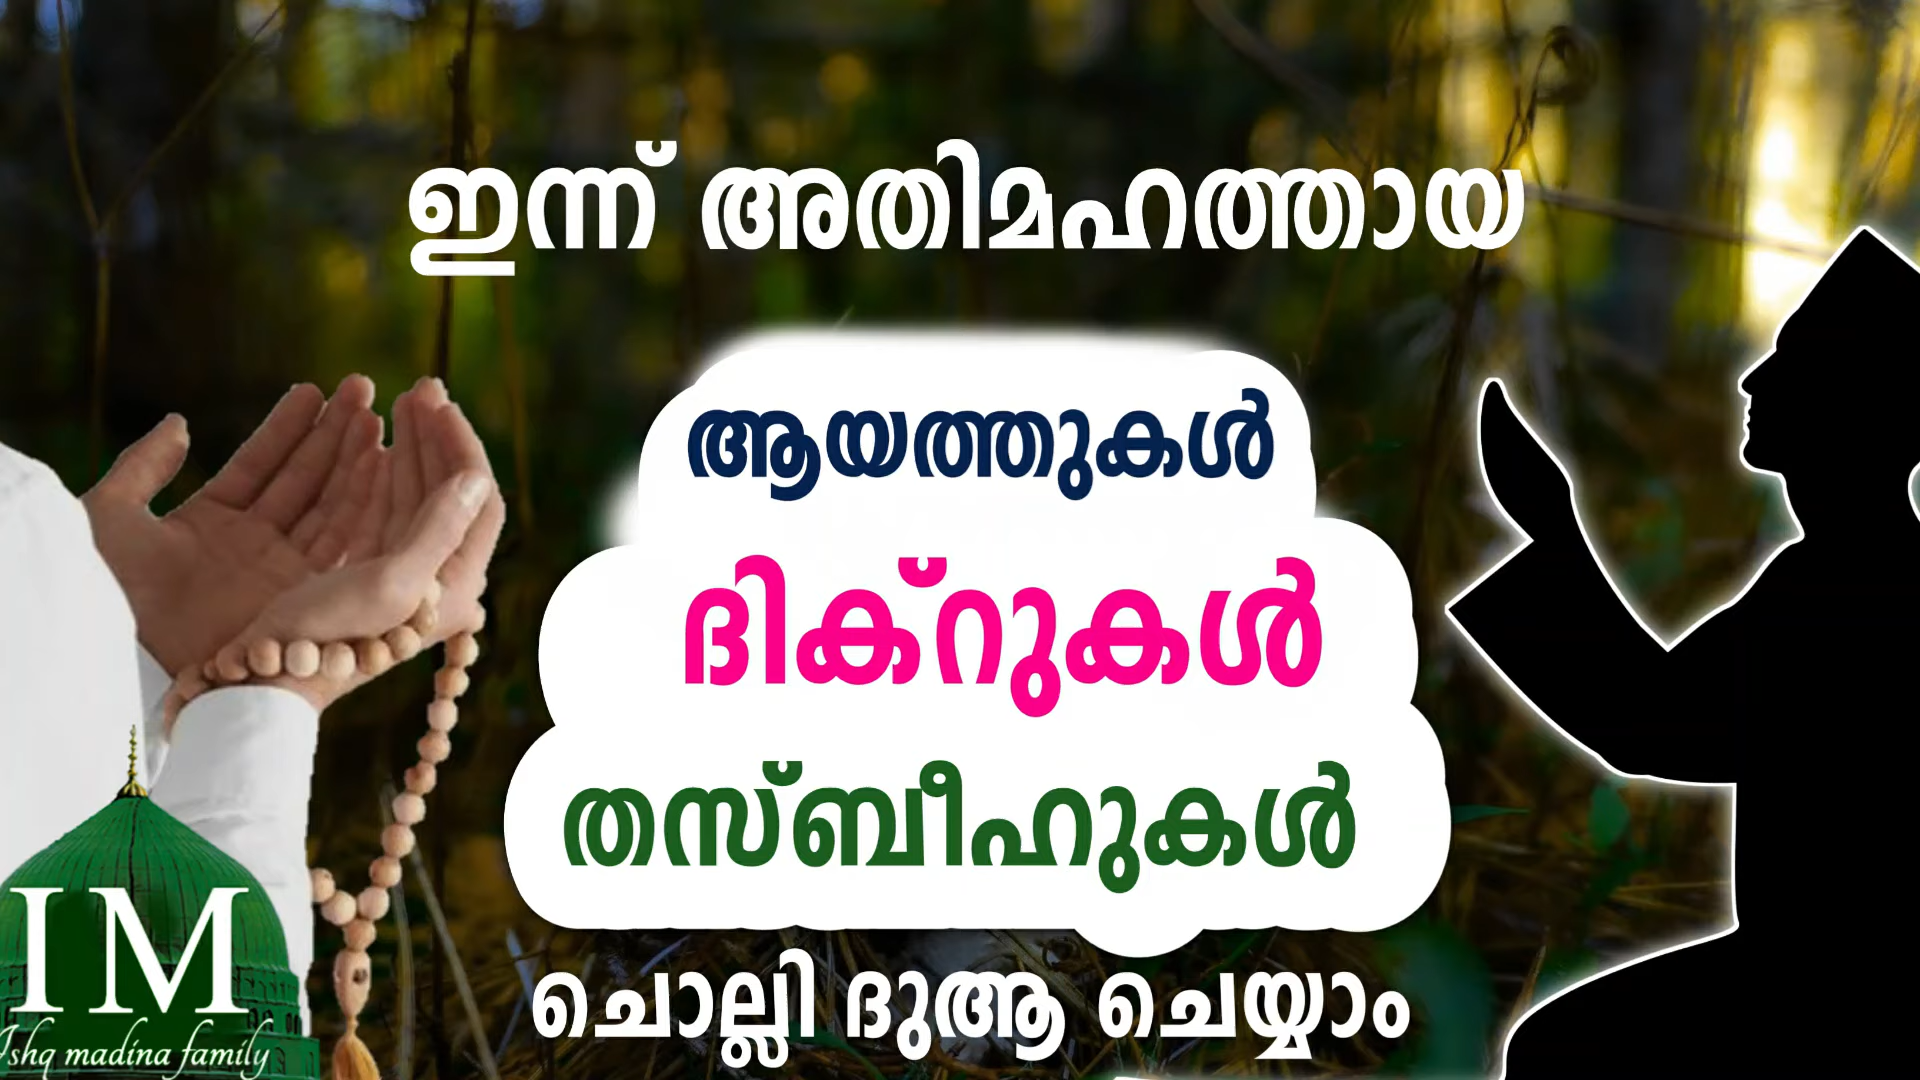 ഇന്ന് അതിമഹത്തായ
ആയത്തുകൾ
ദിക്റുകൾ
തസ്ബീഹുകൾ
ചൊല്ലി ദുആ ചെയ്യാം
IM
Ishq madina family